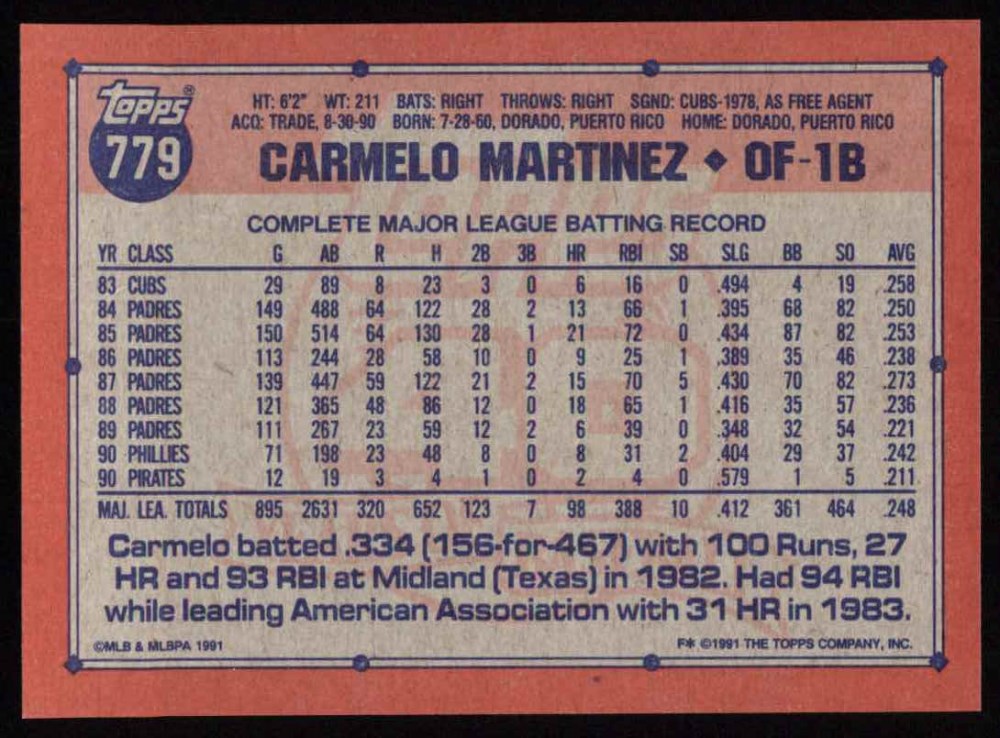 Topps®
779
HT: 6'2" WT: 211 BATS: RIGHT THROWS: RIGHT SGND: CUBS-1978, AS FREE AGENT
ACQ: TRADE, 8-30-90 BORN: 7-28-60, DORADO, PUERTO RICO HOME: DORADO, PUERTO RICO
CARMELO MARTINEZ ◆ OF-1B
COMPLETE MAJOR LEAGUE BATTING RECORD
YR CLASS G AB R H 2B 3B HR RBI SB SLG BB SO AVG
83 CUBS 29 89 8 23 3 0 6 16 0 .494 4 19 .258
84 PADRES 149 488 64 122 28 2 13 66 1 .395 68 82 .250
85 PADRES 150 514 64 130 28 1 21 72 0 .434 87 82 .253
86 PADRES 113 244 28 58 10 0 9 25 1 .389 35 46 .238
87 PADRES 139 447 59 122 21 2 15 70 5 .430 70 82 .273
88 PADRES 121 365 48 86 12 0 18 65 1 .416 35 57 .236
89 PADRES 111 267 23 59 12 2 6 39 0 .348 32 54 .221
90 PHILLIES 71 198 23 48 8 0 8 31 2 .404 29 37 .242
90 PIRATES 12 19 3 4 1 0 2 4 0 .579 1 5 .211
MAJ. LEA. TOTALS 895 2631 320 652 123 7 98 388 10 .412 361 464 .248
Carmelo batted .334 (156-for-467) with 100 Runs, 27
HR and 93 RBI at Midland (Texas) in 1982. Had 94 RBI
while leading American Association with 31 HR in 1983.
©MLB & MLBPA 1991 F* ©1991 THE TOPPS COMPANY, INC.